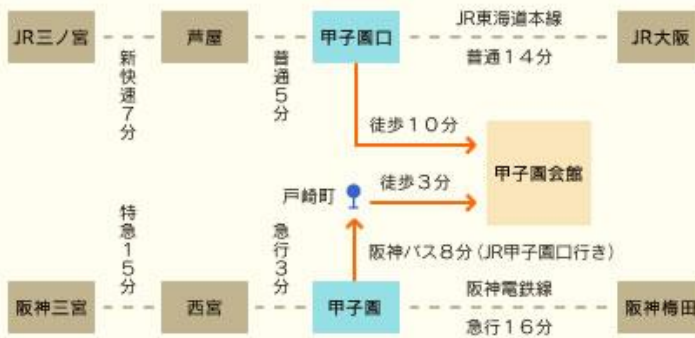 JR東海道本線
JR三ノ宮
新快速7分
芦屋
普通5分
甲子園口
普通14分
JR大阪
徒歩10分
甲子園会館
戸崎町
徒歩3分
阪神バス8分(JR甲子園口行き)
阪神三宮
特急15分
西宮
急行3分
甲子園
阪神電鉄線
急行16分
阪神梅田